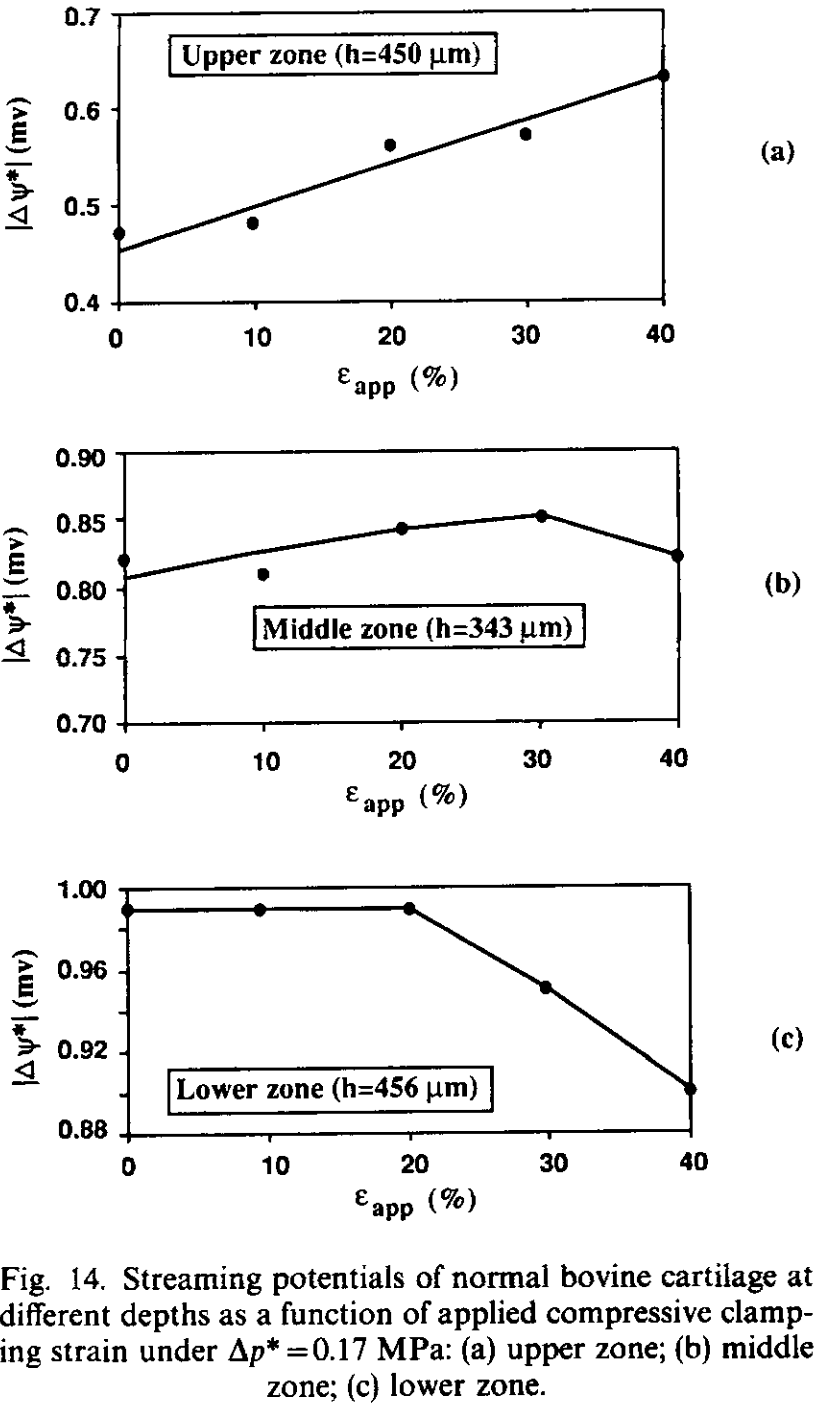 0.7
Upper zone (h=450 μm)
0.6
|Δψ*| (mv)
(a)
0.5
0.4
0 10 20 30 40
ε app (%)
0.90
0.85
|Δψ*| (mv)
0.80
(b)
Middle zone (h=343 μm)
0.75
0.70
0 10 20 30 40
ε app (%)
1.00
0.96
|Δψ*| (mv)
(c)
0.92
Lower zone (h=456 μm)
0.88
0 10 20 30 40
ε app (%)
Fig. 14. Streaming potentials of normal bovine cartilage at
different depths as a function of applied compressive clamp-
ing strain under Δp* = 0.17 MPa: (a) upper zone; (b) middle
zone; (c) lower zone.